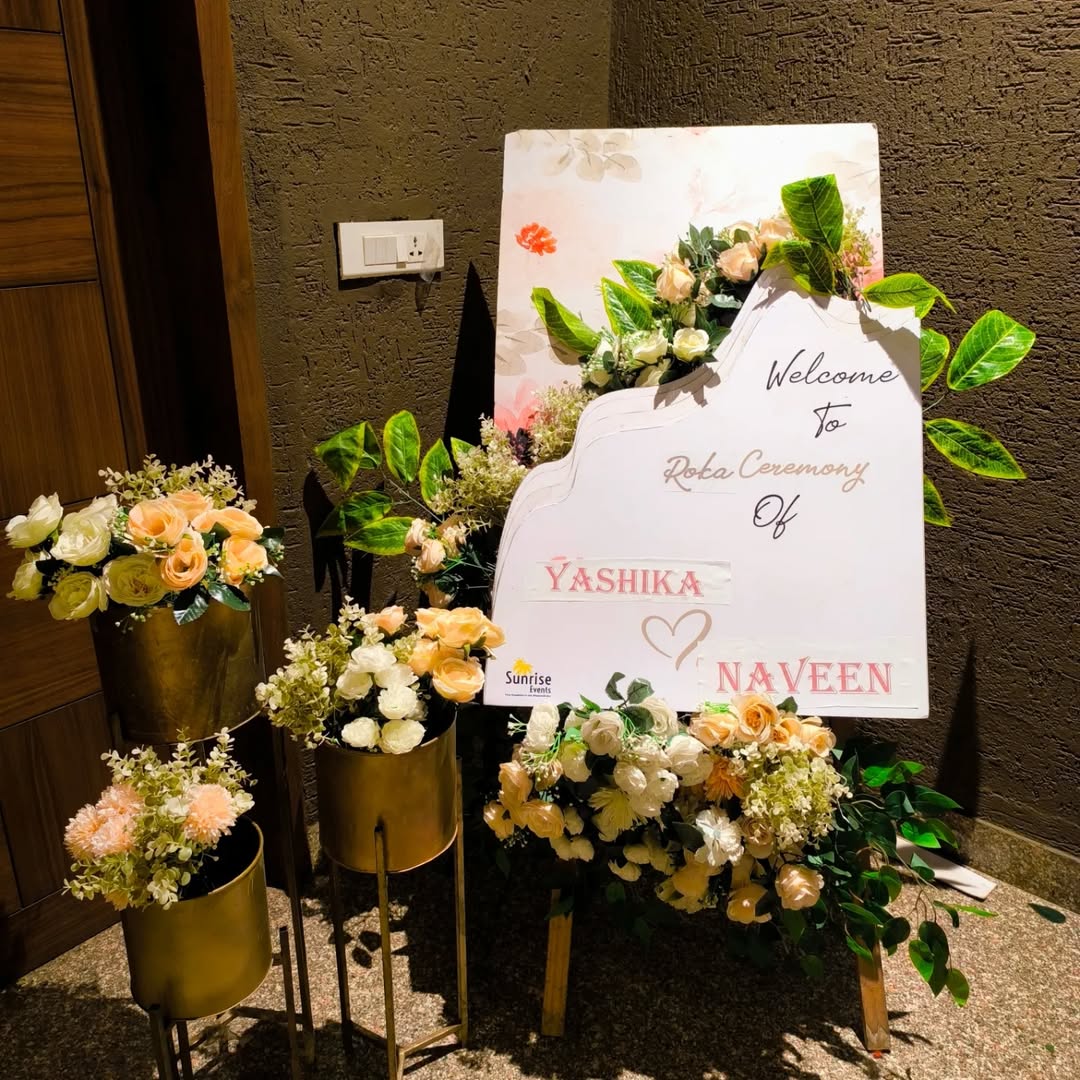 Welcome
To
Roka Ceremony
Of
YASHIKA
NAVEEN
Sunrise
Events